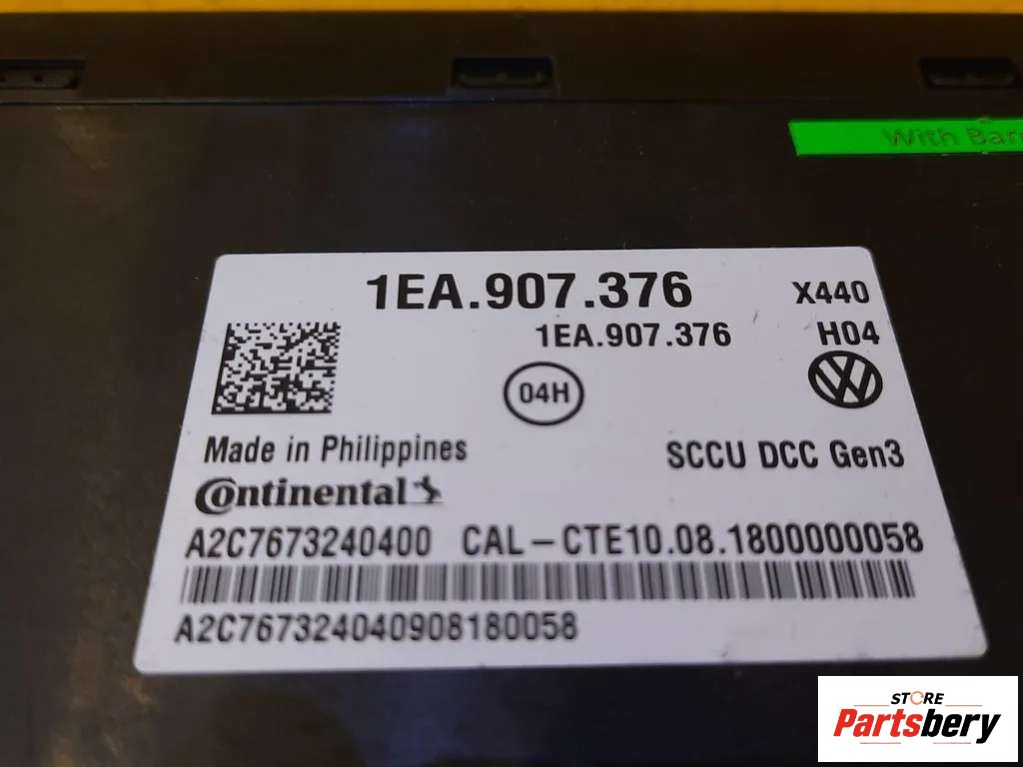 With Bar
1EA.907.376 X440
1EA.907.376 H04
04H
Made in Philippines SCCU DCC Gen3
Continental
A2C7673240400 CAL-CTE10.08.1800000058
A2C767324040908180058
STORE
Partsbery